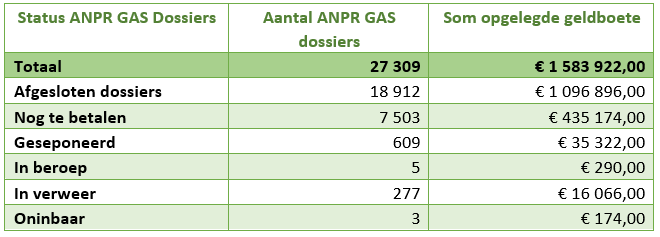 Status ANPR GAS Dossiers Aantal ANPR GAS dossiers Som opgelegde geldboete
Totaal 27 309 € 1 583 922,00
Afgesloten dossiers 18 912 € 1 096 896,00
Nog te betalen 7 503 € 435 174,00
Geseponeerd 609 € 35 322,00
In beroep 5 € 290,00
In verweer 277 € 16 066,00
Oninbaar 3 € 174,00